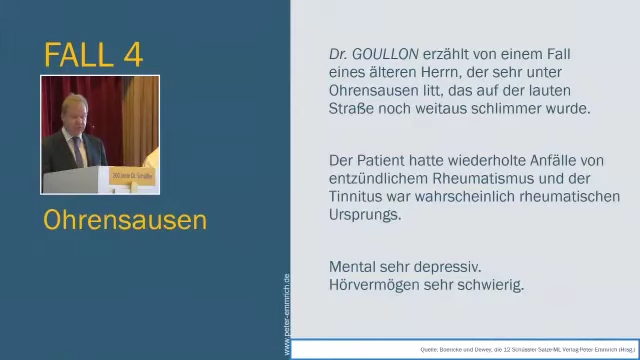 FALL 4
Ohrensausen
Dr. GOULLON erzählt von einem Fall
eines älteren Herrn, der sehr unter
Ohrensausen litt, das auf der lauten
Straße noch weitaus schlimmer wurde.
Der Patient hatte wiederholte Anfälle von
entzündlichem Rheumatismus und der
Tinnitus war wahrscheinlich rheumatischen
Ursprungs.
Mental sehr depressiv.
Hörvermögen sehr schwierig.
www.peter-emmrich.de
Quelle: Boericke und Dewey, die 12 Schüssler Salze-ML Verlag-Peter Emmrich (Hrsg.)